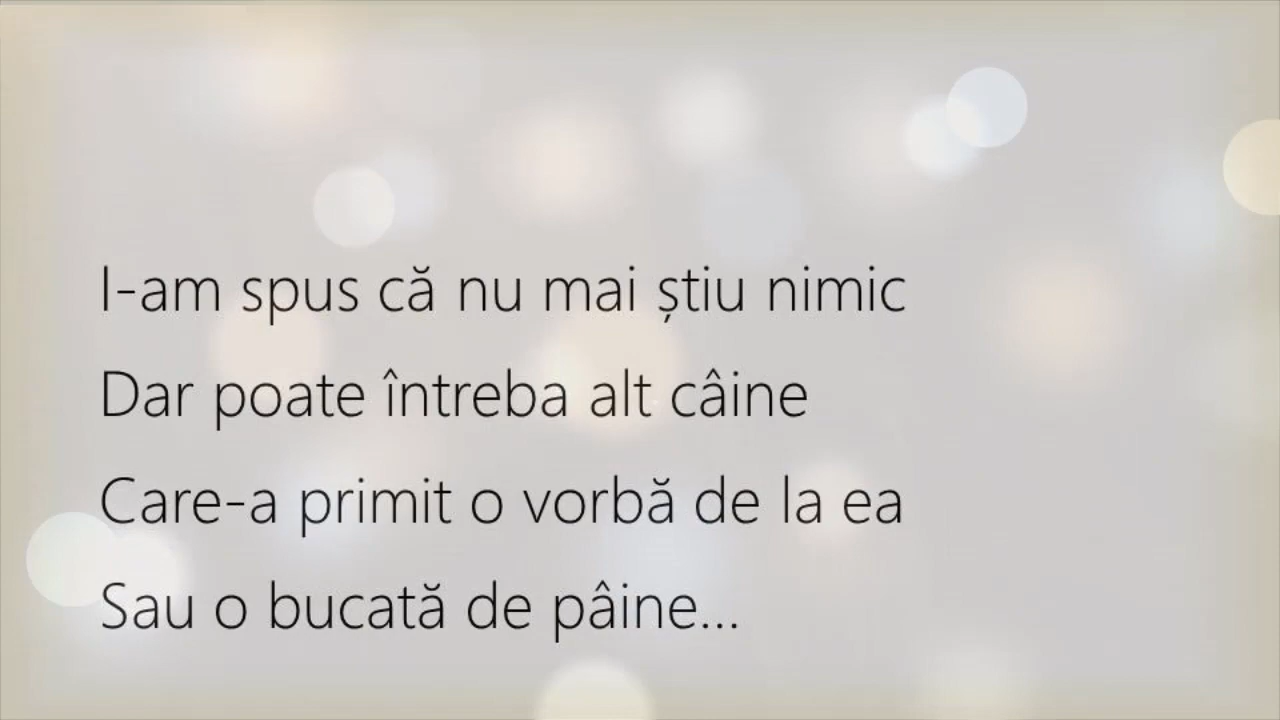 I-am spus că nu mai știu nimic
Dar poate întreba alt câine
Care-a primit o vorbă de la ea
Sau o bucată de pâine...